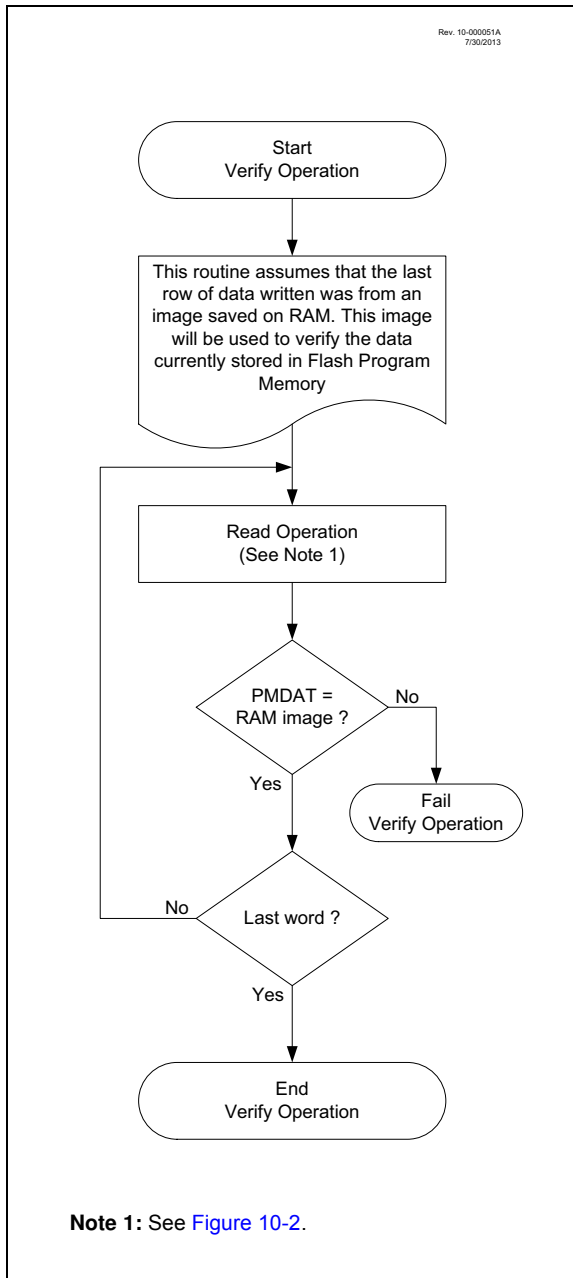 Rev. 10-000051A
7/30/2013
Start
Verify Operation
This routine assumes that the last
row of data written was from an
image saved on RAM. This image
will be used to verify the data
currently stored in Flash Program
Memory
Read Operation
(See Note 1)
PMDAT =
RAM image ?
No
Yes
Fail
Verify Operation
No
Last word ?
Yes
End
Verify Operation
Note 1: See Figure 10-2.